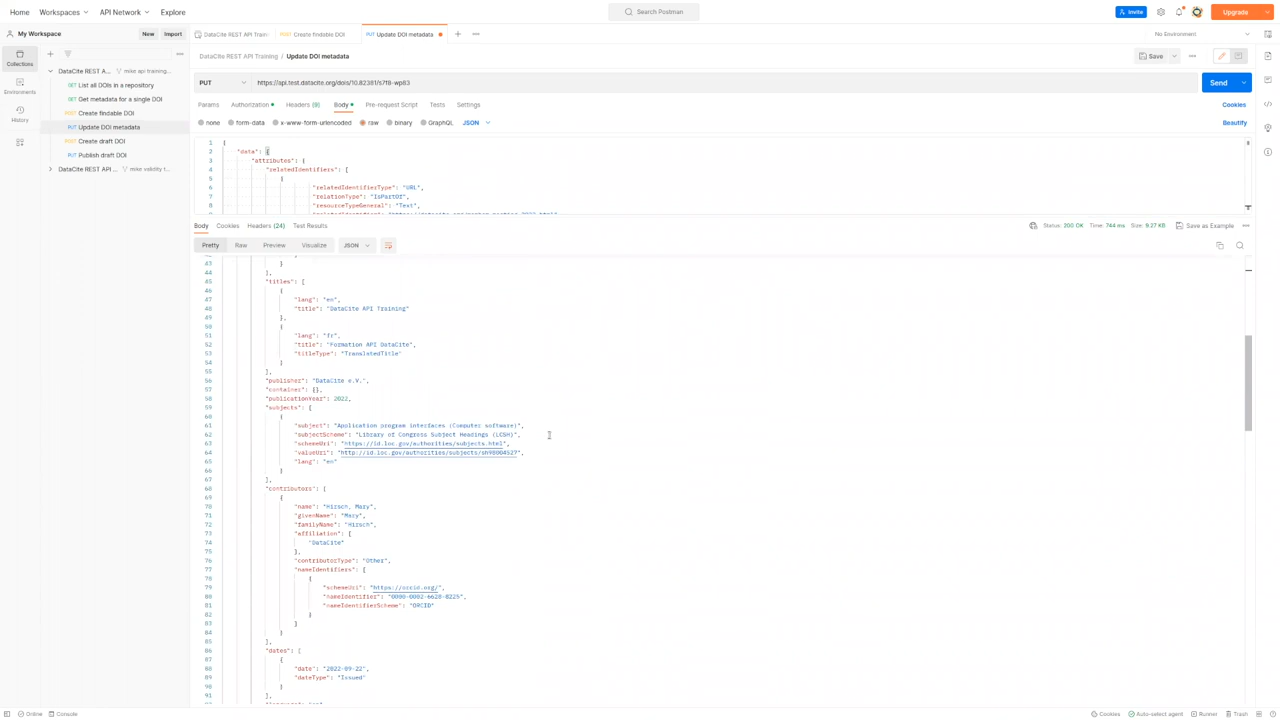 Home Workspaces API Network Explore Search Postman Invite Upgrade
My Workspace New Import DataCite REST API Train Create findable DOI PUT Update DOI metadata No Environment
Collections
Environments
History
DataCite REST A... mike api training...
GET List all DOIs in a repository
GET Get metadata for a single DOI
POST Create findable DOI
PUT Update DOI metadata
POST Create draft DOI
PUT Publish draft DOI
DataCite REST API ... mike validity t...
DataCite REST API Training / Update DOI metadata Save
PUT https://api.test.datacite.org/dois/10.82381/s7f8-wp83 Send
Params Authorization Headers (9) Body Pre-request Script Tests Settings Cookies
none form-data x-www-form-urlencoded raw binary GraphQL JSON Beautify
1 {
2 "data": {
3 "attributes": {
4 "relatedIdentifiers": [
5 {
6 "relatedIdentifierType": "URL",
7 "relationType": "IsPartOf",
8 "resourceTypeGeneral": "Text",
Body Cookies Headers (24) Test Results Status: 200 OK Time: 744 ms Size: 9.27 KB Save as Example
Pretty Raw Preview Visualize JSON
43 }
44 ],
45 "titles": [
46 {
47 "lang": "en",
48 "title": "DataCite API Training"
49 },
50 {
51 "lang": "fr",
52 "title": "Formation API DataCite",
53 "titleType": "TranslatedTitle"
54 }
55 ],
56 "publisher": "DataCite e.V.",
57 "container": {},
58 "publicationYear": 2022,
59 "subjects": [
60 {
61 "subject": "Application program interfaces (Computer software)",
62 "subjectScheme": "Library of Congress Subject Headings (LCSH)",
63 "schemeUri": "https://id.loc.gov/authorities/subjects.html",
64 "valueUri": "http://id.loc.gov/authorities/subjects/sh98004527",
65 "lang": "en"
66 }
67 ],
68 "contributors": [
69 {
70 "name": "Hirsch, Mary",
71 "givenName": "Mary",
72 "familyName": "Hirsch",
73 "affiliation": [
74 "DataCite"
75 ],
76 "contributorType": "Other",
77 "nameIdentifiers": [
78 {
79 "schemeUri": "https://orcid.org/",
80 "nameIdentifier": "0000-0002-6628-8225",
81 "nameIdentifierScheme": "ORCID"
82 }
83 ]
84 }
85 ],
86 "dates": [
87 {
88 "date": "2022-09-22",
89 "dateType": "Issued"
90 }
91 ],
Online Console Cookies Auto-select agent Runner Trash